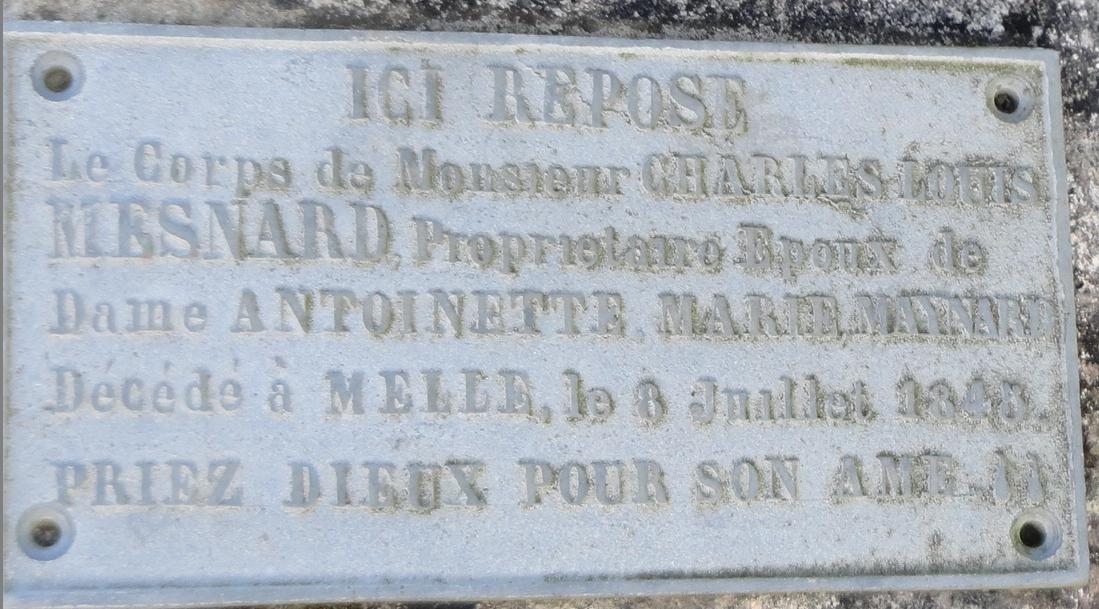 ICI REPOSE
Le Corps de Monsieur CHARLES LOUIS
MESNARD, Propriétaire Epoux de
Dame ANTOINETTE, MARIE, MAYNARD
Décédé à MELLE, le 8 Juillet 1848.
PRIEZ DIEUX POUR SON AME !!